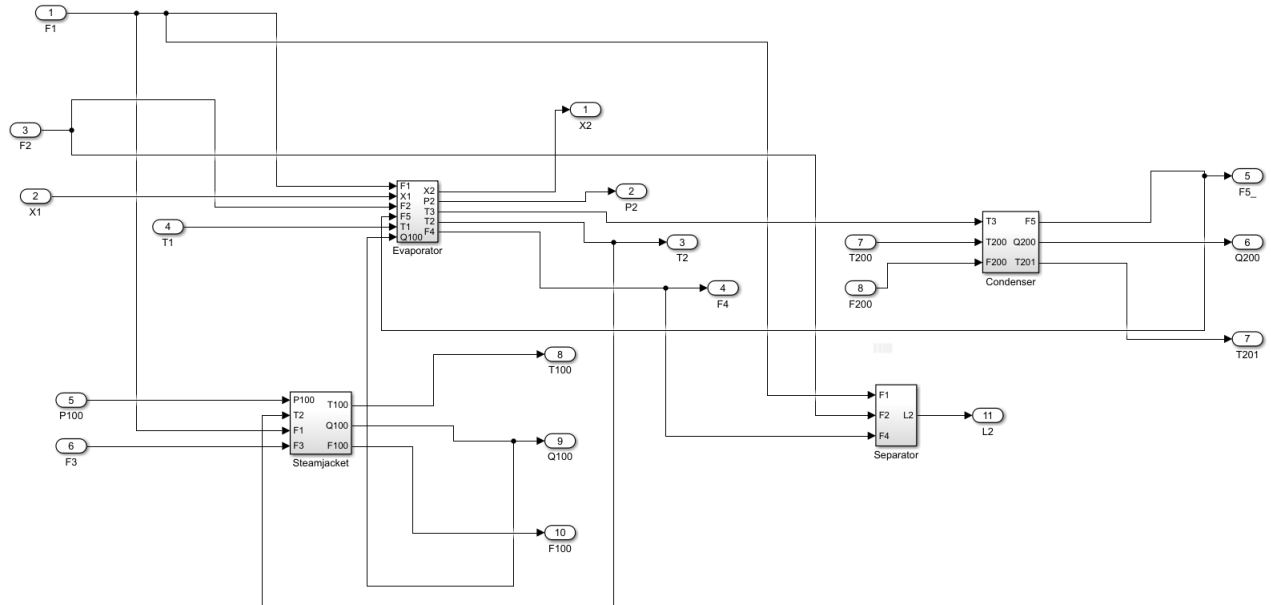 1
F1
3
F2
2
X1
4
T1
F1
X1
F2
F5
T1
Q100
X2
P2
T3
T2
F4
Evaporator
1
X2
2
P2
3
T2
4
F4
7
T200
8
F200
T3
T200
F200
F5
Q200
T201
Condenser
5
F5_
6
Q200
7
T201
5
P100
6
F3
P100
T2
F1
F3
T100
Q100
F100
Steamjacket
8
T100
9
Q100
10
F100
F1
F2
F4
L2
Separator
11
L2